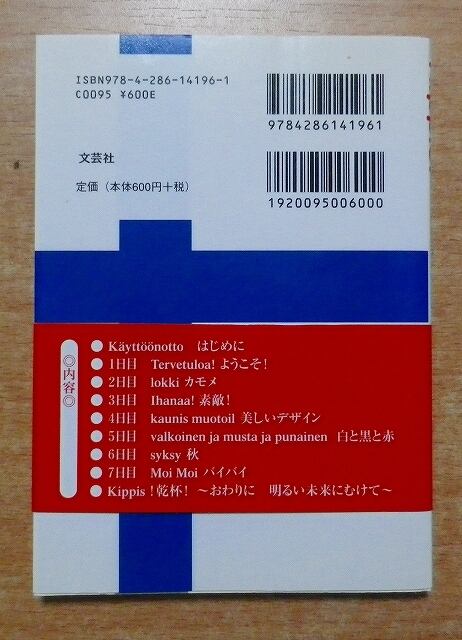 ISBN978-4-286-14196-1
C0095 ¥600E
9784286141961
文芸社
定価（本体600円＋税）
1920095006000
◎内容◎
● Käyttöönotto はじめに
● 1日目 Tervetuloa! ようこそ！
● 2日目 lokki カモメ
● 3日目 Ihanaa! 素敵！
● 4日目 kaunis muotoil 美しいデザイン
● 5日目 valkoinen ja musta ja punainen 白と黒と赤
● 6日目 syksy 秋
● 7日目 Moi Moi バイバイ
● Kippis！乾杯！ ～おわりに 明るい未来にむけて～